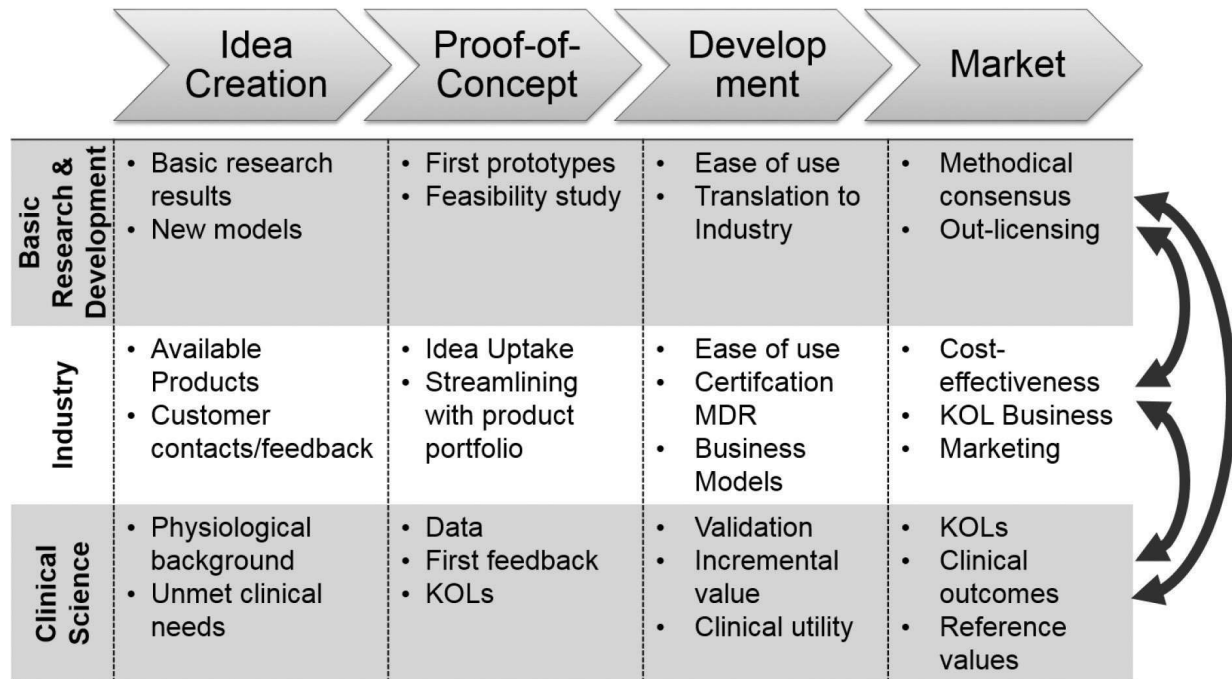 Idea
Creation
Proof-of-
Concept
Develop
ment
Market
Basic
Research &
Development
• Basic research
results
• New models
• First prototypes
• Feasibility study
• Ease of use
• Translation to
Industry
• Methodical
consensus
• Out-licensing
Industry
• Available
Products
• Customer
contacts/feedback
• Idea Uptake
• Streamlining
with product
portfolio
• Ease of use
• Certifcation
MDR
• Business
Models
• Cost-
effectiveness
• KOL Business
• Marketing
Clinical
Science
• Physiological
background
• Unmet clinical
needs
• Data
• First feedback
• KOLs
• Validation
• Incremental
value
• Clinical utility
• KOLs
• Clinical
outcomes
• Reference
values